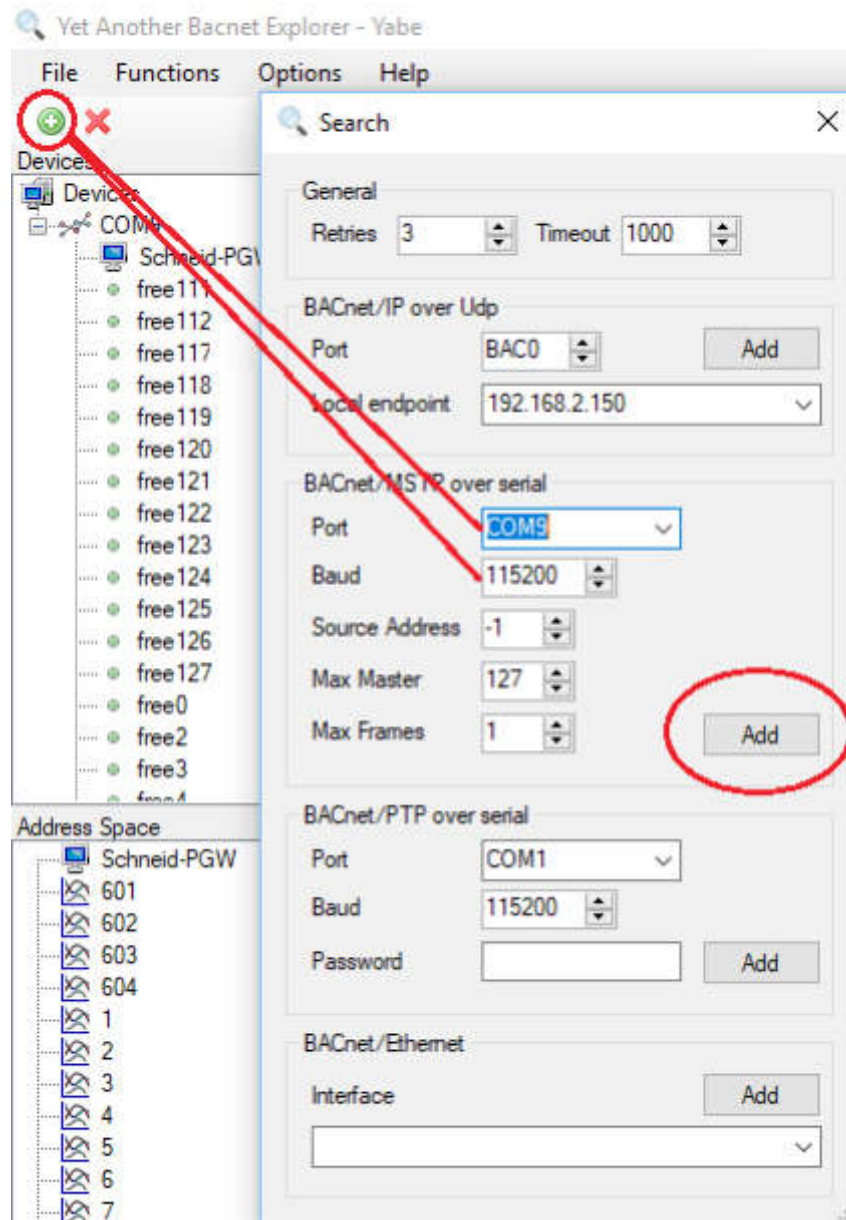 Yet Another Bacnet Explorer - Yabe
File Functions Options Help
Search
Devices
Devices
COM9
Schneid-PGW
free111
free112
free117
free118
free119
free120
free121
free122
free123
free124
free125
free126
free127
free0
free2
free3
free4
Address Space
Schneid-PGW
601
602
603
604
1
2
3
4
5
6
7
General
Retries 3 Timeout 1000
BACnet/IP over Udp
Port BAC0 Add
Local endpoint 192.168.2.150
BACnet/MSTP over serial
Port COM9
Baud 115200
Source Address -1
Max Master 127
Max Frames 1 Add
BACnet/PTP over serial
Port COM1
Baud 115200
Password Add
BACnet/Ethernet
Interface Add